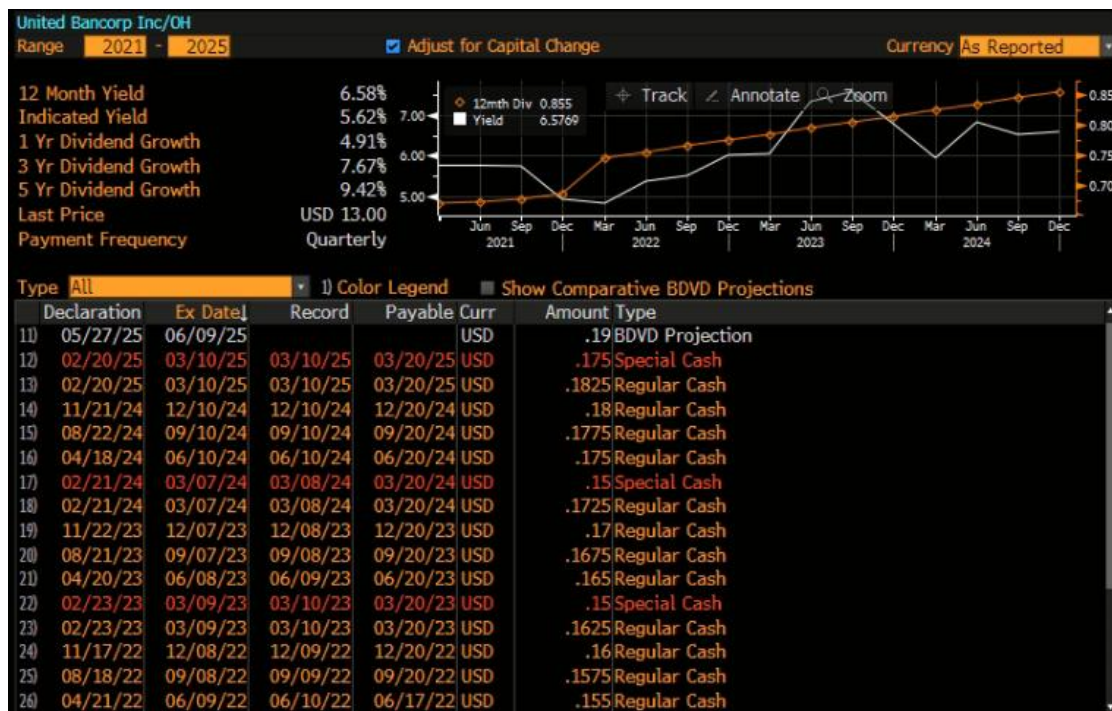 United Bancorp Inc/OH
Range 2021 - 2025 Adjust for Capital Change Currency As Reported
12 Month Yield 6.58%
Indicated Yield 5.62%
1 Yr Dividend Growth 4.91%
3 Yr Dividend Growth 7.67%
5 Yr Dividend Growth 9.42%
Last Price USD 13.00
Payment Frequency Quarterly
Track Annotate Zoom
12mth Div 0.855
Yield 6.5769
7.00
6.00
5.00
0.85
0.80
0.75
0.70
Jun Sep Dec Mar Jun Sep Dec Mar Jun Sep Dec Mar Jun Sep Dec
2021 2022 2023 2024
Type All 1) Color Legend Show Comparative BDVD Projections
Declaration Ex Date Record Payable Curr Amount Type
11) 05/27/25 06/09/25 USD .19 BDVD Projection
12) 02/20/25 03/10/25 03/10/25 03/20/25 USD .175 Special Cash
13) 02/20/25 03/10/25 03/10/25 03/20/25 USD .1825 Regular Cash
14) 11/21/24 12/10/24 12/10/24 12/20/24 USD .18 Regular Cash
15) 08/22/24 09/10/24 09/10/24 09/20/24 USD .1775 Regular Cash
16) 04/18/24 06/10/24 06/10/24 06/20/24 USD .175 Regular Cash
17) 02/21/24 03/07/24 03/08/24 03/20/24 USD .15 Special Cash
18) 02/21/24 03/07/24 03/08/24 03/20/24 USD .1725 Regular Cash
19) 11/22/23 12/07/23 12/08/23 12/20/23 USD .17 Regular Cash
20) 08/21/23 09/07/23 09/08/23 09/20/23 USD .1675 Regular Cash
21) 04/20/23 06/08/23 06/09/23 06/20/23 USD .165 Regular Cash
22) 02/23/23 03/09/23 03/10/23 03/20/23 USD .15 Special Cash
23) 02/23/23 03/09/23 03/10/23 03/20/23 USD .1625 Regular Cash
24) 11/17/22 12/08/22 12/09/22 12/20/22 USD .16 Regular Cash
25) 08/18/22 09/08/22 09/09/22 09/20/22 USD .1575 Regular Cash
26) 04/21/22 06/09/22 06/10/22 06/17/22 USD .155 Regular Cash